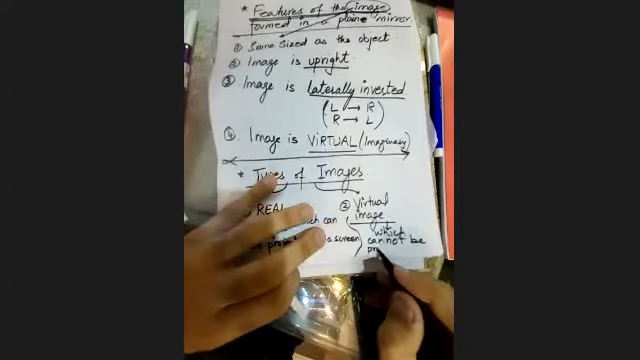 * Features of the image
formed in a plane mirror
① Same sized as the object
② Image is upright
③ Image is laterally inverted
(L → R
R → L)
④ Image is VIRTUAL (Imaginary)
* Types of Images
REAL
which can
a screen
② Virtual
image
which
cannot be
pr